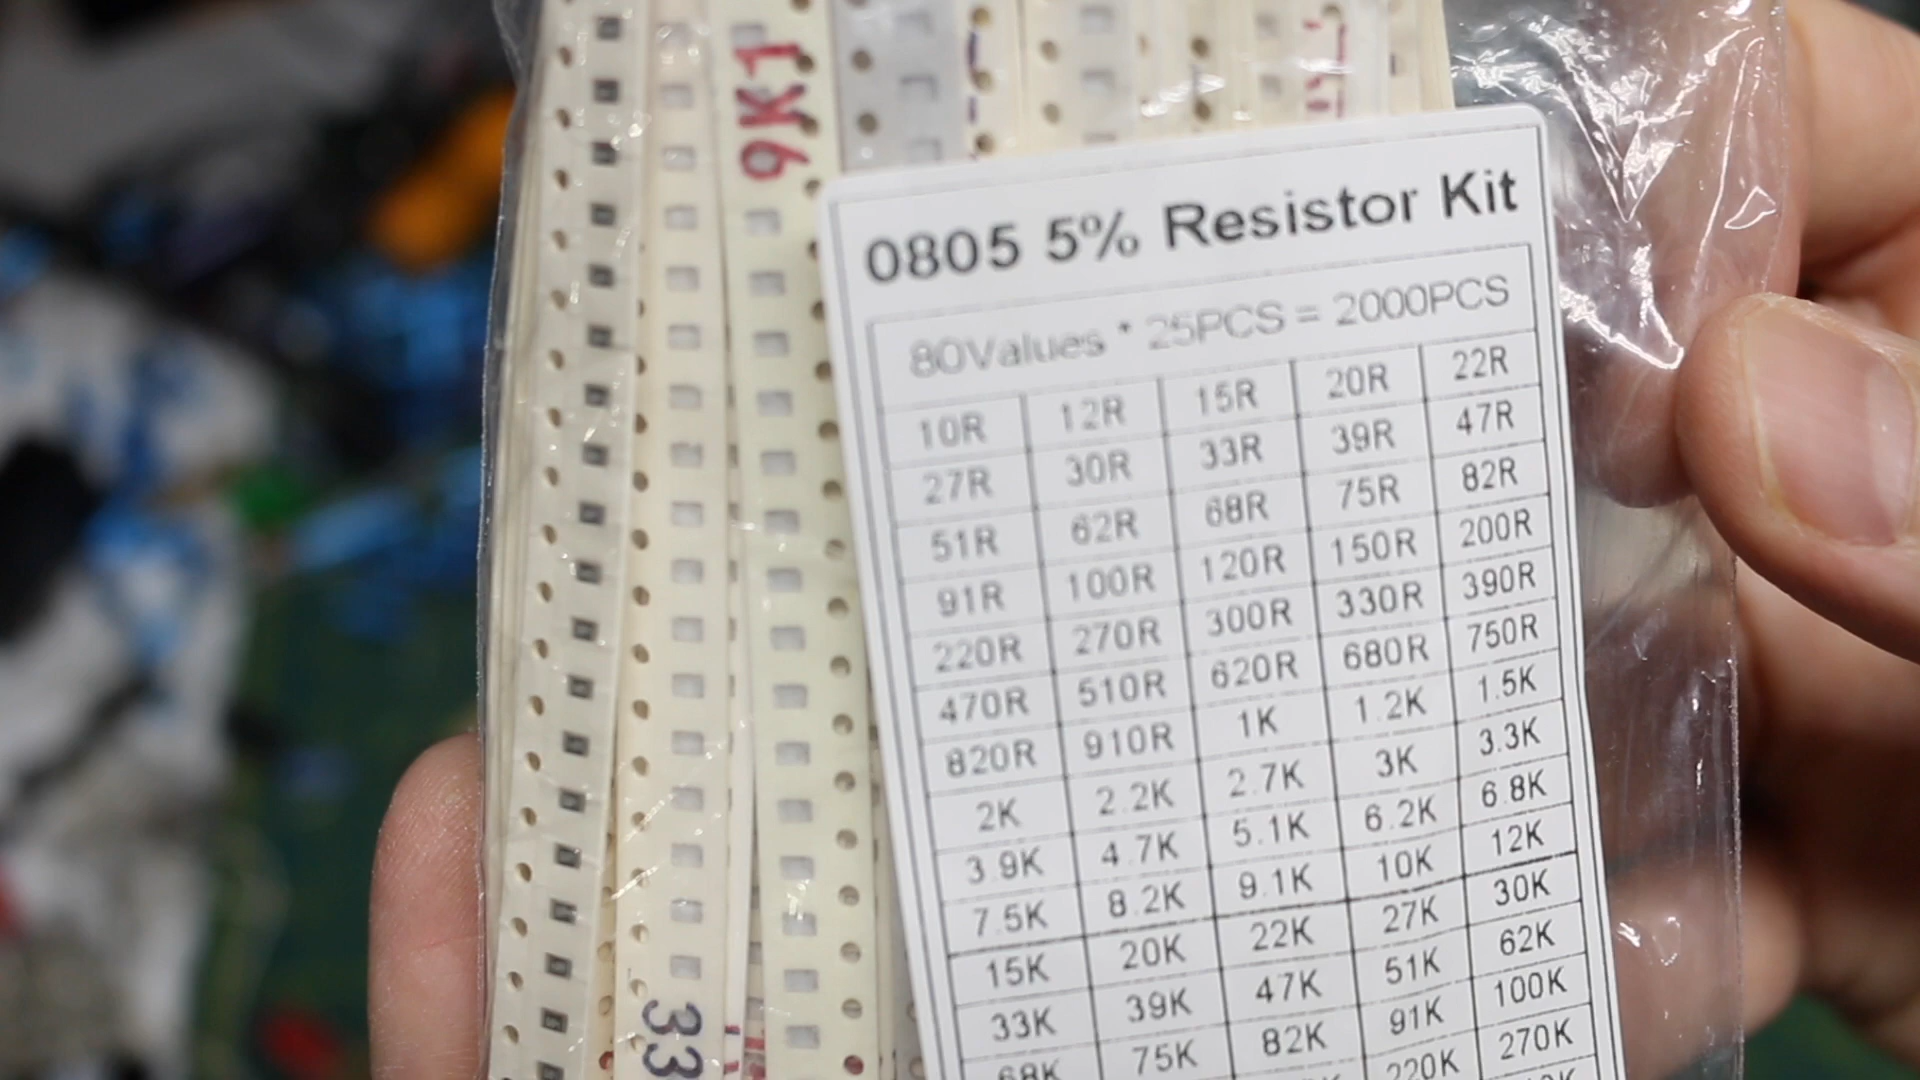 9K1
33
0805 5% Resistor Kit
80Values * 25PCS = 2000PCS
10R 12R 15R 20R 22R
27R 30R 33R 39R 47R
51R 62R 68R 75R 82R
91R 100R 120R 150R 200R
220R 270R 300R 330R 390R
470R 510R 620R 680R 750R
820R 910R 1K 1.2K 1.5K
2K 2.2K 2.7K 3K 3.3K
3.9K 4.7K 5.1K 6.2K 6.8K
7.5K 8.2K 9.1K 10K 12K
15K 20K 22K 27K 30K
33K 39K 47K 51K 62K
68K 75K 82K 91K 100K
220K 270K